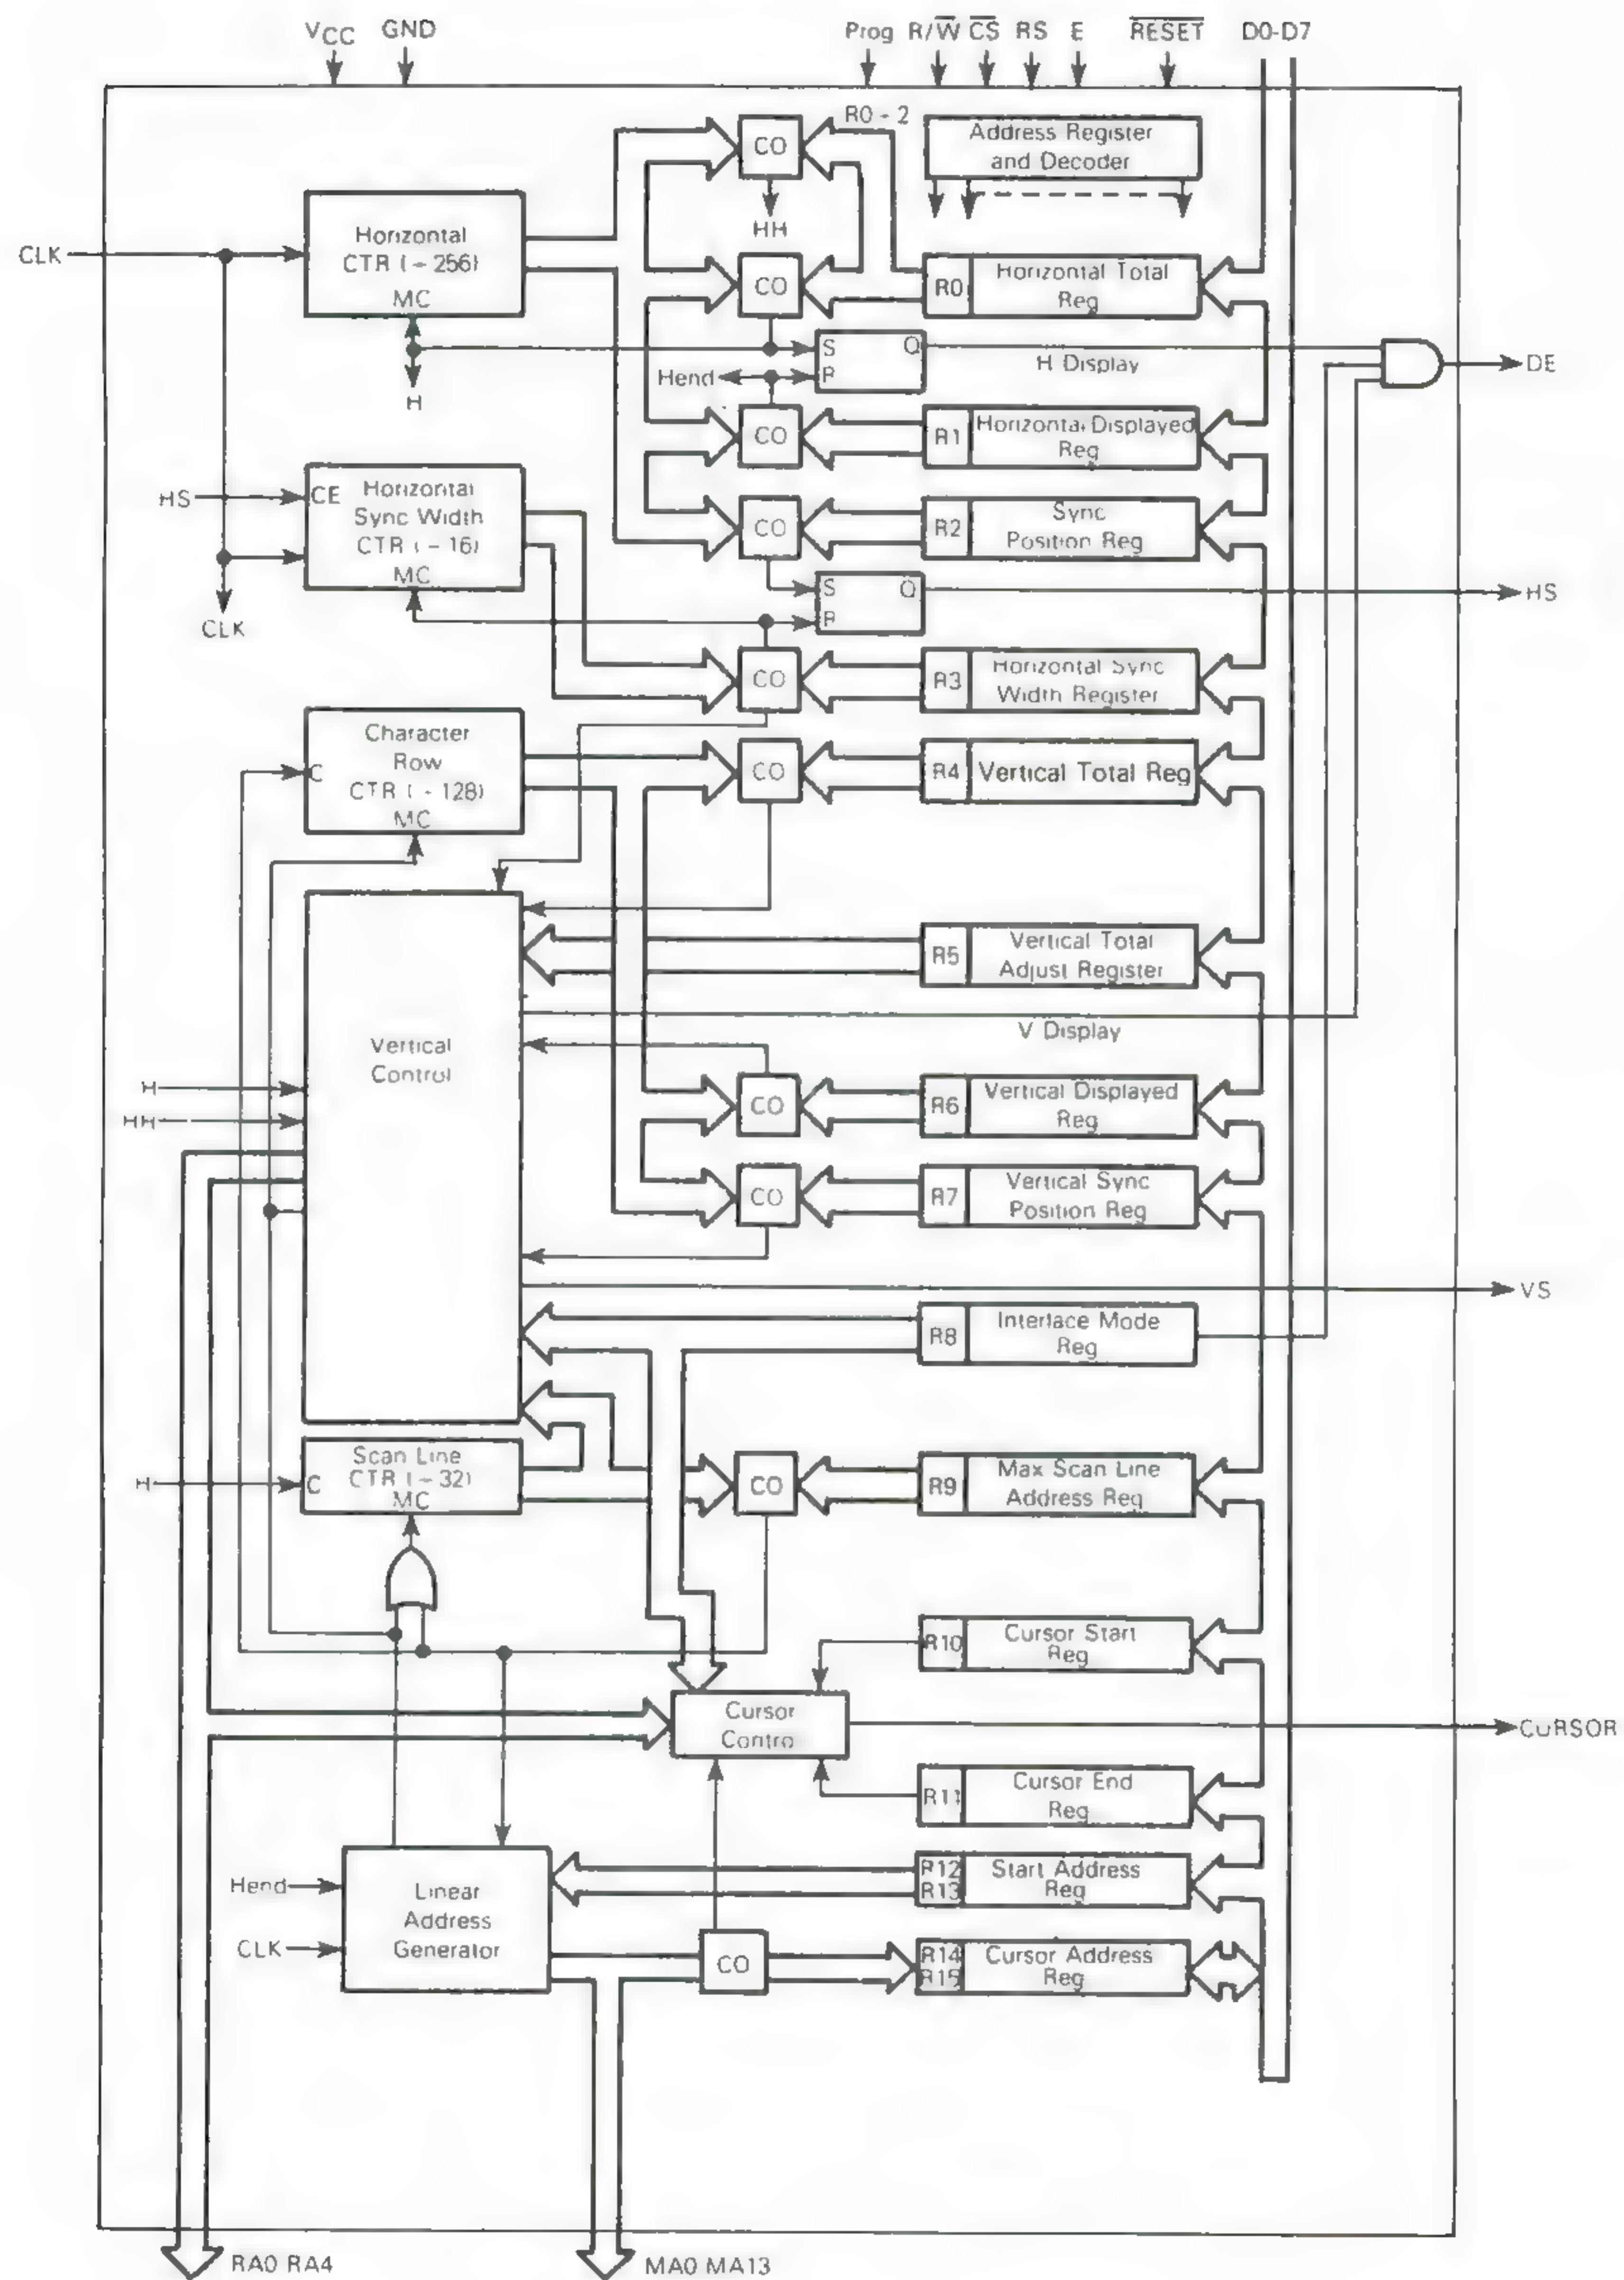 VCC GND Prog R/W CS RS E RESET D0-D7
R0 - 2
CO
Address Register
and Decoder
HH
Horizontal
CTR (-256)
MC
CLK
CO
R0 Horizontal Total
Reg
H
S Q
R
Hend
H Display
DE
CO
R1 Horizontal Displayed
Reg
HS
CE Horizontal
Sync Width
CTR (-16)
MC
CLK
CO
R2 Sync
Position Reg
S Q
R
HS
CO
R3 Horizontal Sync
Width Register
C Character
Row
CTR (-128)
MC
CO
R4 Vertical Total Reg
R5 Vertical Total
Adjust Register
V Display
Vertical
Control
H
HH
CO
R6 Vertical Displayed
Reg
CO
R7 Vertical Sync
Position Reg
VS
R8 Interlace Mode
Reg
H
C Scan Line
CTR (-32)
MC
CO
R9 Max Scan Line
Address Reg
R10 Cursor Start
Reg
Cursor
Control
CURSOR
R11 Cursor End
Reg
Hend
CLK
Linear
Address
Generator
R12
R13
Start Address
Reg
CO
R14
R15
Cursor Address
Reg
RA0 RA4
MA0 MA13